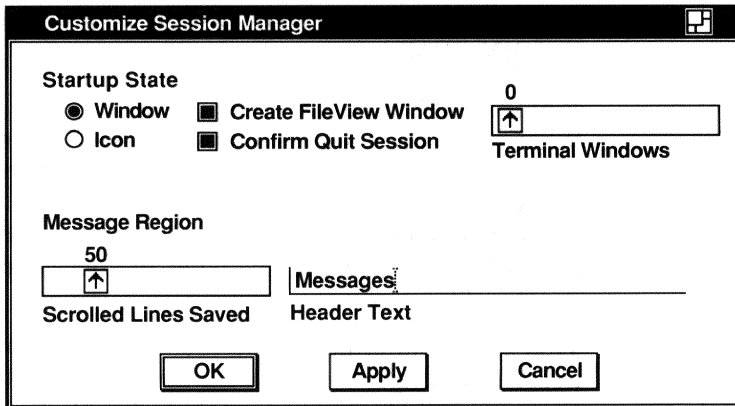 Customize Session Manager
Startup State
Window
Create FileView Window
Icon
Confirm Quit Session
0
Terminal Windows
Message Region
50
Scrolled Lines Saved
Messages
Header Text
OK
Apply
Cancel